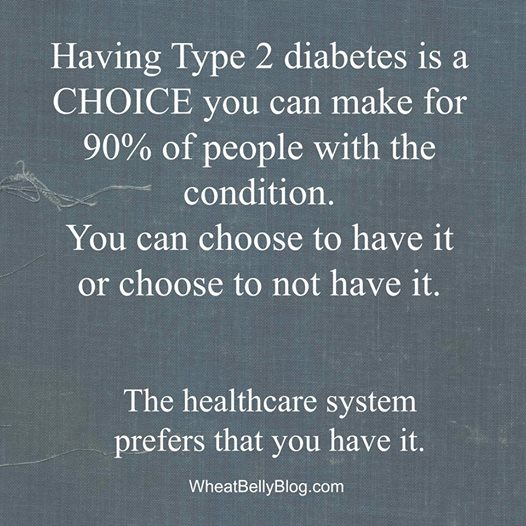 Having Type 2 diabetes is a
CHOICE you can make for
90% of people with the
condition.
You can choose to have it
or choose to not have it.
The healthcare system
prefers that you have it.
WheatBellyBlog.com